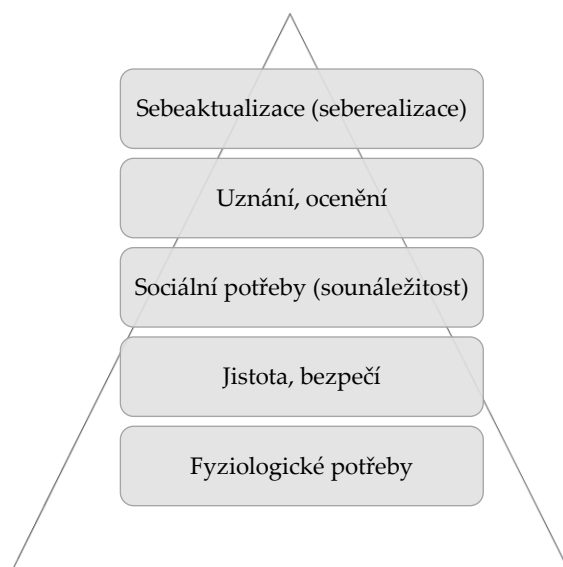 Sebeaktualizace (seberealizace)
Uznání, ocenění
Sociální potřeby (sounáležitost)
Jistota, bezpečí
Fyziologické potřeby